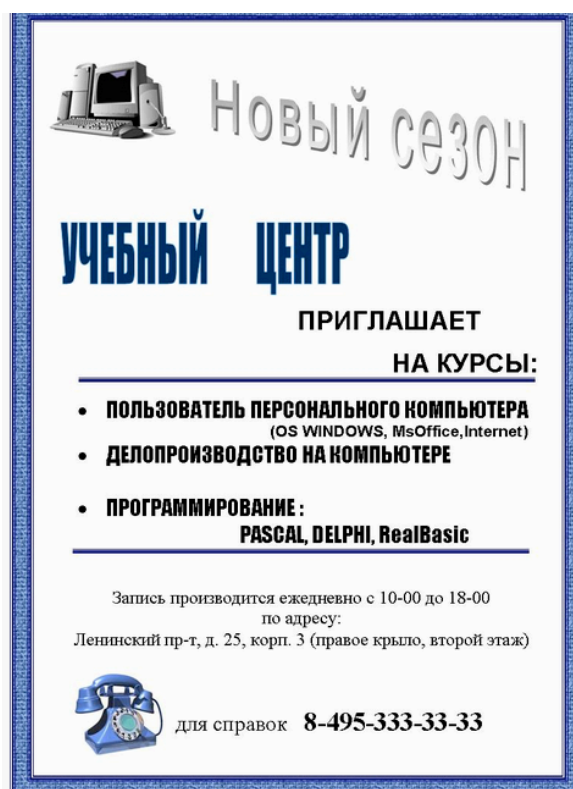 Новый сезон
УЧЕБНЫЙ ЦЕНТР
ПРИГЛАШАЕТ
НА КУРСЫ:
• ПОЛЬЗОВАТЕЛЬ ПЕРСОНАЛЬНОГО КОМПЬЮТЕРА
(OS WINDOWS, MsOffice,Internet)
• ДЕЛОПРОИЗВОДСТВО НА КОМПЬЮТЕРЕ
• ПРОГРАММИРОВАНИЕ :
PASCAL, DELPHI, RealBasic
Запись производится ежедневно с 10-00 до 18-00
по адресу:
Ленинский пр-т, д. 25, корп. 3 (правое крыло, второй этаж)
для справок 8-495-333-33-33